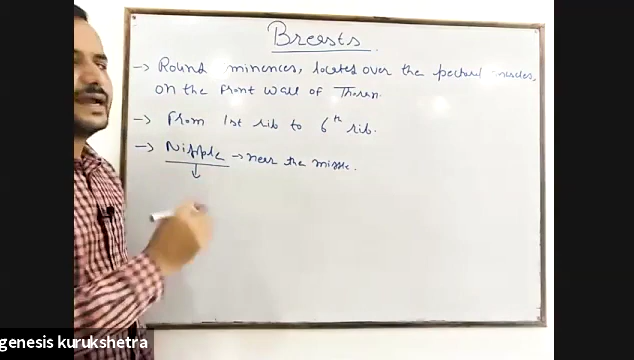 Breasts
→ Round minences, located over the pectoral muscles,
on the front wall of Thorax.
→ From 1st rib to 6th rib.
→ Nipple → near the middle.
↓
genesis kurukshetra